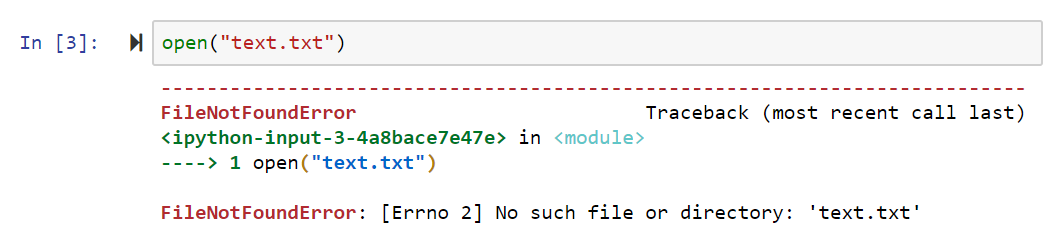 In [3]: open("text.txt")
---------------------------------------------------------------------------
FileNotFoundError Traceback (most recent call last)
<ipython-input-3-4a8bace7e47e> in <module>
----> 1 open("text.txt")
FileNotFoundError: [Errno 2] No such file or directory: 'text.txt'